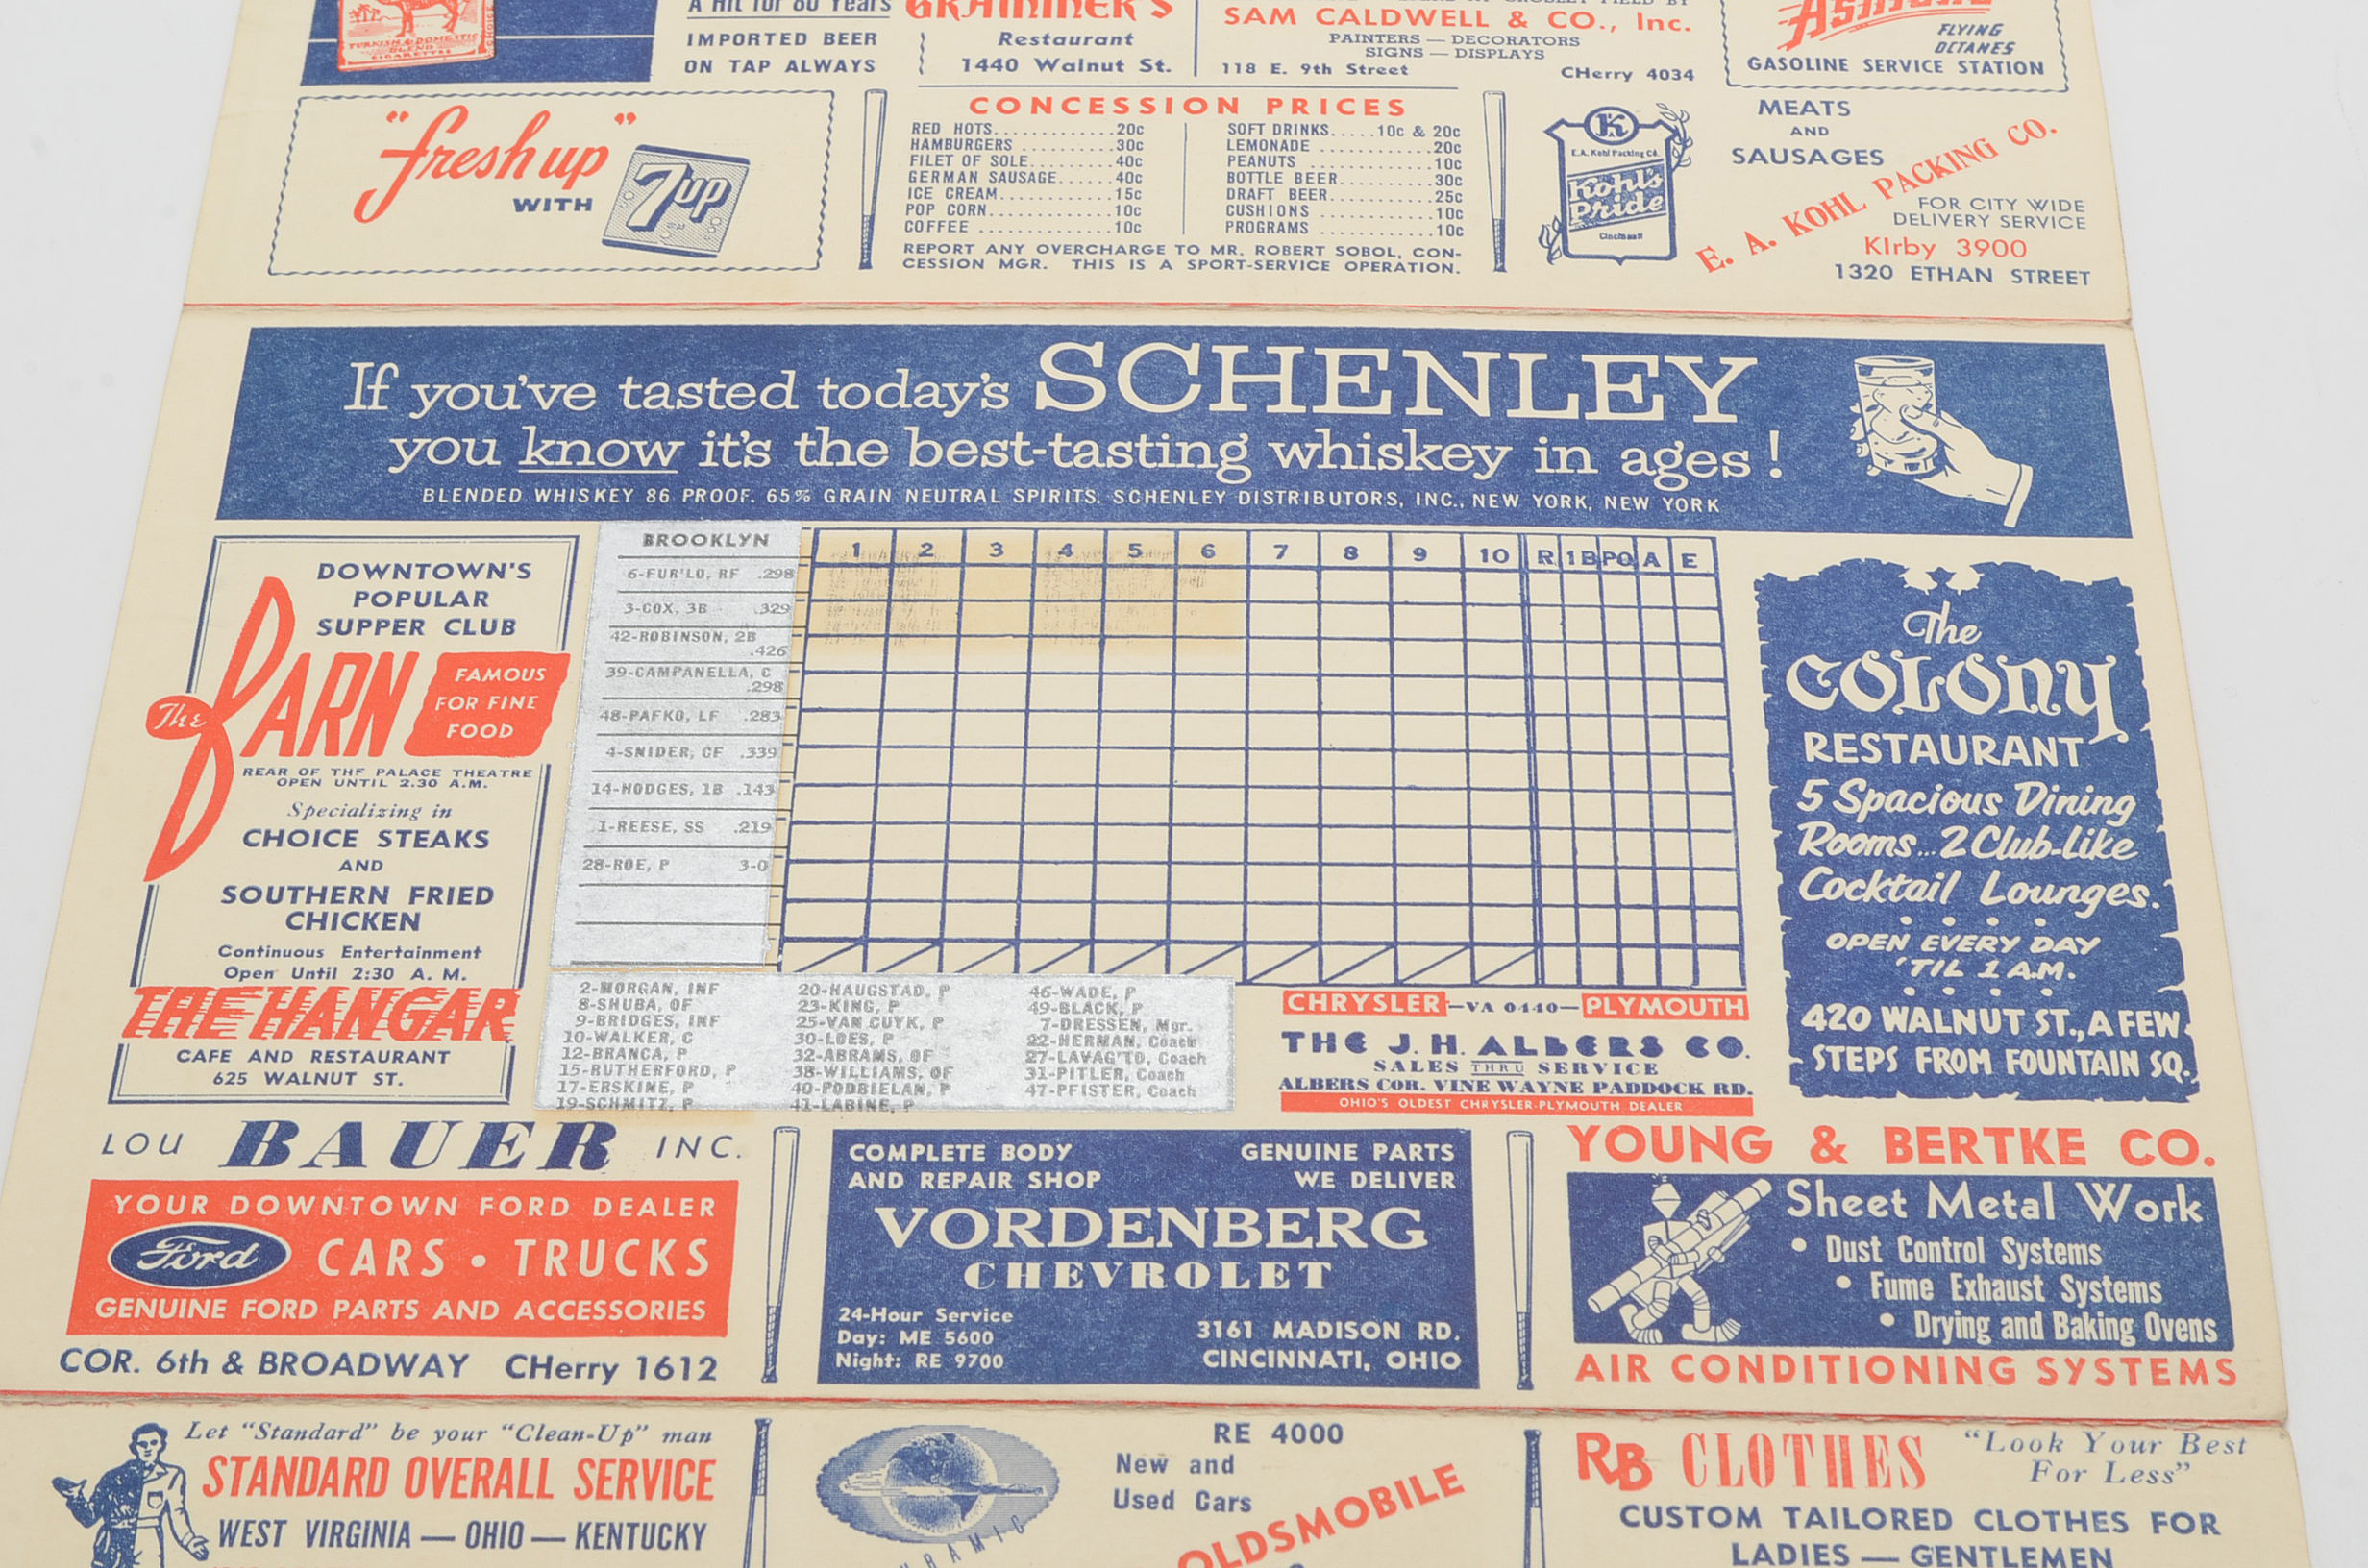 TURKISH & DOMESTIC
BLEND
CIGARETTES
CHOICE
A Hit for 80 Years
IMPORTED BEER
ON TAP ALWAYS
GRAMMER'S
Restaurant
1440 Walnut St.
SAM CALDWELL & CO., Inc.
PAINTERS — DECORATORS
SIGNS — DISPLAYS
118 E. 9th Street CHerry 4034
FLYING
OCTANES
GASOLINE SERVICE STATION
"fresh up"
WITH 7up
CONCESSION PRICES
RED HOTS............20c
HAMBURGERS ..........30c
FILET OF SOLE.........40c
GERMAN SAUSAGE......40c
ICE CREAM............15c
POP CORN.............10c
COFFEE ..............10c
SOFT DRINKS.....10c & 20c
LEMONADE ............20c
PEANUTS .............10c
BOTTLE BEER..........30c
DRAFT BEER...........25c
CUSHIONS ............10c
PROGRAMS ............10c
REPORT ANY OVERCHARGE TO MR. ROBERT SOBOL, CON-
CESSION MGR. THIS IS A SPORT-SERVICE OPERATION.
K
E.A. Kohl Packing Co.
Kohl's
Pride
Cincinnati
MEATS
AND
SAUSAGES
E. A. KOHL PACKING CO.
FOR CITY WIDE
DELIVERY SERVICE
KIrby 3900
1320 ETHAN STREET
If you've tasted today's SCHENLEY
you know it's the best-tasting whiskey in ages!
BLENDED WHISKEY 86 PROOF. 65% GRAIN NEUTRAL SPIRITS. SCHENLEY DISTRIBUTORS, INC., NEW YORK, NEW YORK
DOWNTOWN'S
POPULAR
SUPPER CLUB
The BARN
FAMOUS
FOR FINE
FOOD
REAR OF THE PALACE THEATRE
OPEN UNTIL 2:30 A.M.
Specializing in
CHOICE STEAKS
AND
SOUTHERN FRIED
CHICKEN
Continuous Entertainment
Open Until 2:30 A. M.
THE HANGAR
CAFE AND RESTAURANT
625 WALNUT ST.
BROOKLYN 1 2 3 4 5 6 7 8 9 10 R 1B PO A E
6-FUR'LO, RF .298
3-COX, 3B .329
42-ROBINSON, 2B
.426
39-CAMPANELLA, C
.298
48-PAFKO, LF .283
4-SNIDER, CF .339
14-HODGES, 1B .143
1-REESE, SS .219
28-ROE, P 3-0
2-MORGAN, INF
8-SHUBA, OF
9-BRIDGES, INF
10-WALKER, C
12-BRANCA, P
15-RUTHERFORD, P
17-ERSKINE, P
19-SCHMITZ, P
20-HAUGSTAD, P
23-KING, P
25-VAN CUYK, P
30-LOES, P
32-ABRAMS, OF
38-WILLIAMS, OF
40-PODBIELAN, P
41-LABINE, P
46-WADE, P
49-BLACK, P
7-DRESSEN, Mgr.
22-HERMAN, Coach
27-LAVAG'TO, Coach
31-PITLER, Coach
47-PFISTER, Coach
CHRYSLER—VA 0440—PLYMOUTH
THE J. H. ALBERS CO.
SALES THRU SERVICE
ALBERS COR. VINE WAYNE PADDOCK RD.
OHIO'S OLDEST CHRYSLER-PLYMOUTH DEALER
The
COLONY
RESTAURANT
5 Spacious Dining
Rooms...2 Club-Like
Cocktail Lounges.
OPEN EVERY DAY
'TIL 1 A.M.
420 WALNUT ST., A FEW
STEPS FROM FOUNTAIN SQ.
LOU BAUER INC.
YOUR DOWNTOWN FORD DEALER
Ford CARS • TRUCKS
GENUINE FORD PARTS AND ACCESSORIES
COR. 6th & BROADWAY CHerry 1612
COMPLETE BODY
AND REPAIR SHOP
GENUINE PARTS
WE DELIVER
VORDENBERG
CHEVROLET
24-Hour Service
Day: ME 5600
Night: RE 9700
3161 MADISON RD.
CINCINNATI, OHIO
YOUNG & BERTKE CO.
Sheet Metal Work
• Dust Control Systems
• Fume Exhaust Systems
• Drying and Baking Ovens
AIR CONDITIONING SYSTEMS
Let "Standard" be your "Clean-Up" man
STANDARD OVERALL SERVICE
WEST VIRGINIA — OHIO — KENTUCKY
RE 4000
New and
Used Cars
OLDSMOBILE
RB CLOTHES
"Look Your Best
For Less"
CUSTOM TAILORED CLOTHES FOR
LADIES — GENTLEMEN